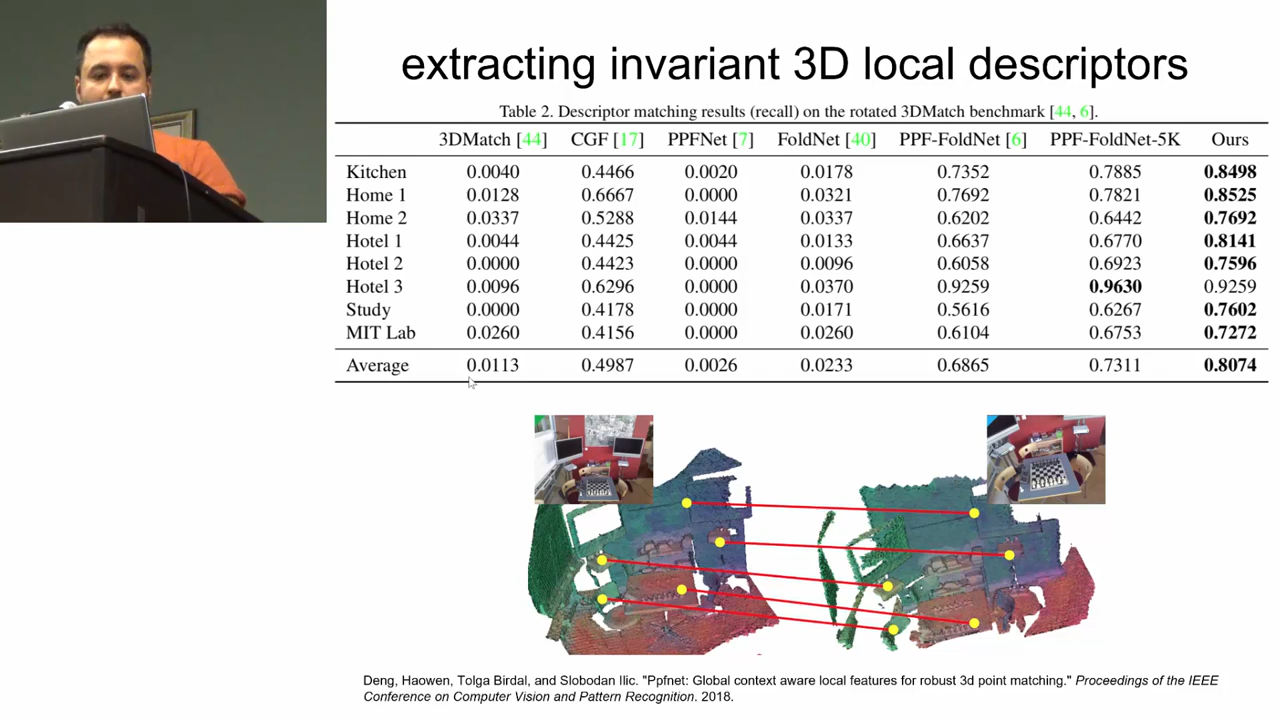 extracting invariant 3D local descriptors
Table 2. Descriptor matching results (recall) on the rotated 3DMatch benchmark [44, 6].
3DMatch [44] CGF [17] PPFNet [7] FoldNet [40] PPF-FoldNet [6] PPF-FoldNet-5K Ours
Kitchen 0.0040 0.4466 0.0020 0.0178 0.7352 0.7885 0.8498
Home 1 0.0128 0.6667 0.0000 0.0321 0.7692 0.7821 0.8525
Home 2 0.0337 0.5288 0.0144 0.0337 0.6202 0.6442 0.7692
Hotel 1 0.0044 0.4425 0.0044 0.0133 0.6637 0.6770 0.8141
Hotel 2 0.0000 0.4423 0.0000 0.0096 0.6058 0.6923 0.7596
Hotel 3 0.0096 0.6296 0.0000 0.0370 0.9259 0.9630 0.9259
Study 0.0000 0.4178 0.0000 0.0171 0.5616 0.6267 0.7602
MIT Lab 0.0260 0.4156 0.0000 0.0260 0.6104 0.6753 0.7272
Average 0.0113 0.4987 0.0026 0.0233 0.6865 0.7311 0.8074
Deng, Haowen, Tolga Birdal, and Slobodan Ilic. "Ppfnet: Global context aware local features for robust 3d point matching." Proceedings of the IEEE
Conference on Computer Vision and Pattern Recognition. 2018.